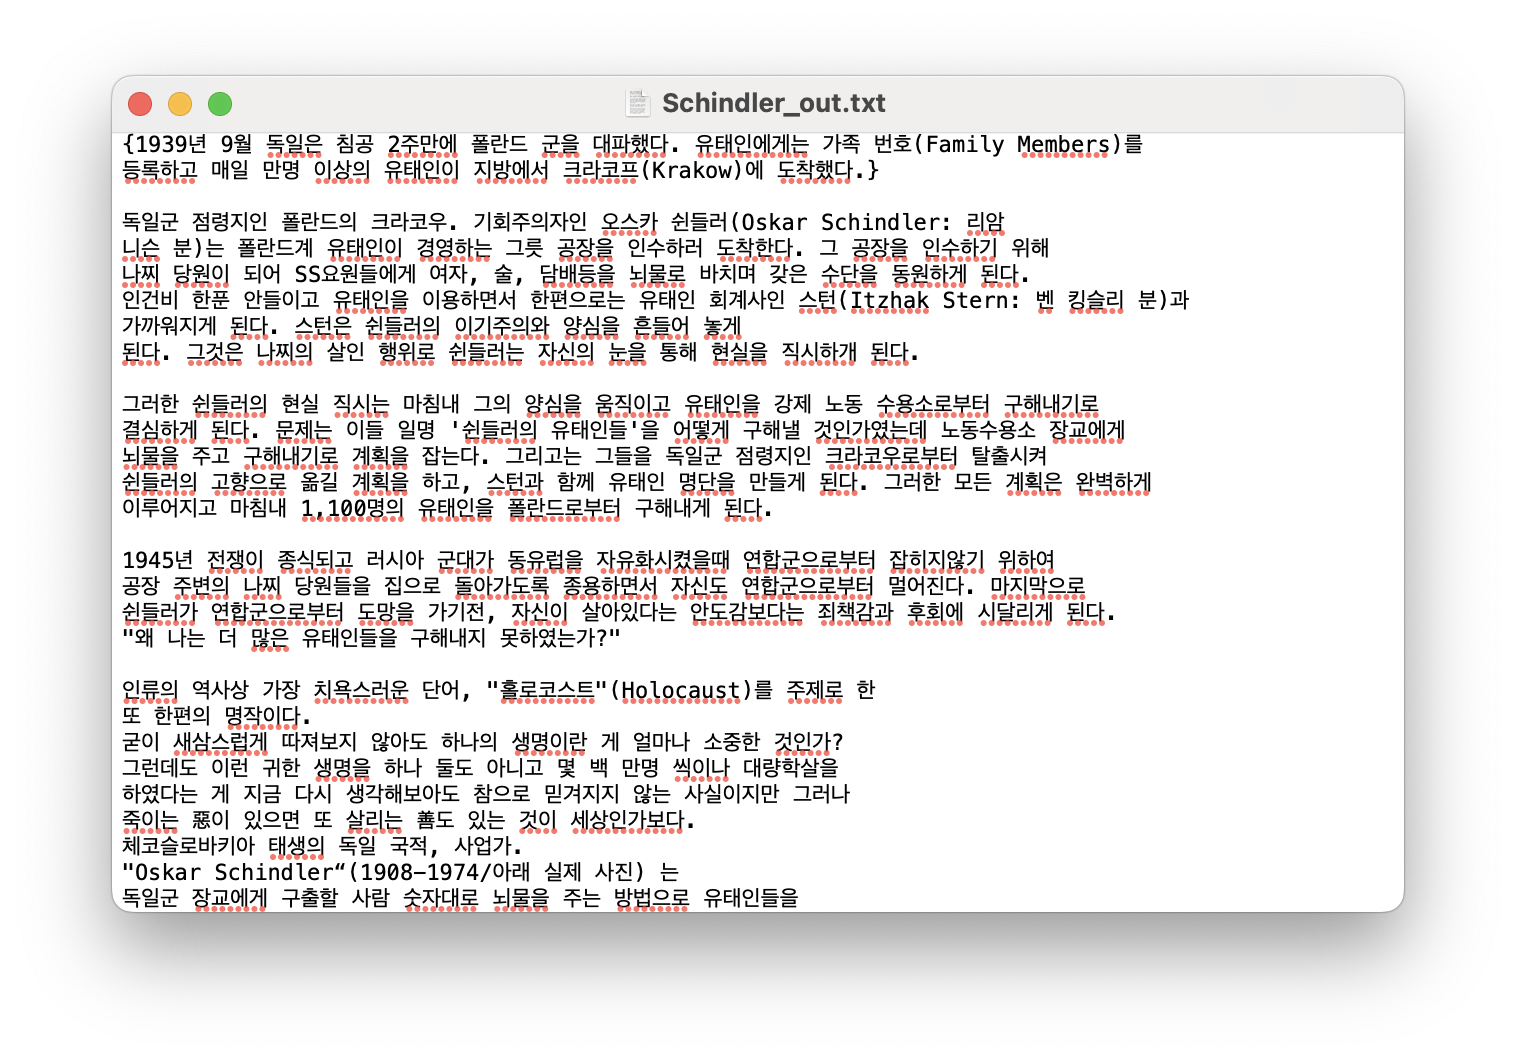 Schindler_out.txt
{1939년 9월 독일은 침공 2주만에 폴란드 군을 대파했다. 유태인에게는 가족 번호(Family Members)를
등록하고 매일 만명 이상의 유태인이 지방에서 크라코프(Krakow)에 도착했다.}
독일군 점령지인 폴란드의 크라코우. 기회주의자인 오스카 쉰들러(Oskar Schindler: 리암
니슨 분)는 폴란드계 유태인이 경영하는 그릇 공장을 인수하러 도착한다. 그 공장을 인수하기 위해
나찌 당원이 되어 SS요원들에게 여자, 술, 담배등을 뇌물로 바치며 갖은 수단을 동원하게 된다.
인건비 한푼 안들이고 유태인을 이용하면서 한편으로는 유태인 회계사인 스턴(Itzhak Stern: 벤 킹슬리 분)과
가까워지게 된다. 스턴은 쉰들러의 이기주의와 양심을 흔들어 놓게
된다. 그것은 나찌의 살인 행위로 쉰들러는 자신의 눈을 통해 현실을 직시하개 된다.
그러한 쉰들러의 현실 직시는 마침내 그의 양심을 움직이고 유태인을 강제 노동 수용소로부터 구해내기로
결심하게 된다. 문제는 이들 일명 '쉰들러의 유태인들'을 어떻게 구해낼 것인가였는데 노동수용소 장교에게
뇌물을 주고 구해내기로 계획을 잡는다. 그리고는 그들을 독일군 점령지인 크라코우로부터 탈출시켜
쉰들러의 고향으로 옮길 계획을 하고, 스턴과 함께 유태인 명단을 만들게 된다. 그러한 모든 계획은 완벽하게
이루어지고 마침내 1,100명의 유태인을 폴란드로부터 구해내게 된다.
1945년 전쟁이 종식되고 러시아 군대가 동유럽을 자유화시켰을때 연합군으로부터 잡히지않기 위하여
공장 주변의 나찌 당원들을 집으로 돌아가도록 종용하면서 자신도 연합군으로부터 멀어진다. 마지막으로
쉰들러가 연합군으로부터 도망을 가기전, 자신이 살아있다는 안도감보다는 죄책감과 후회에 시달리게 된다.
"왜 나는 더 많은 유태인들을 구해내지 못하였는가?"
인류의 역사상 가장 치욕스러운 단어, "홀로코스트"(Holocaust)를 주제로 한
또 한편의 명작이다.
굳이 새삼스럽게 따져보지 않아도 하나의 생명이란 게 얼마나 소중한 것인가?
그런데도 이런 귀한 생명을 하나 둘도 아니고 몇 백 만명 씩이나 대량학살을
하였다는 게 지금 다시 생각해보아도 참으로 믿겨지지 않는 사실이지만 그러나
죽이는 惡이 있으면 또 살리는 善도 있는 것이 세상인가보다.
체코슬로바키아 태생의 독일 국적, 사업가.
"Oskar Schindler“(1908-1974/아래 실제 사진) 는
독일군 장교에게 구출할 사람 숫자대로 뇌물을 주는 방법으로 유태인들을